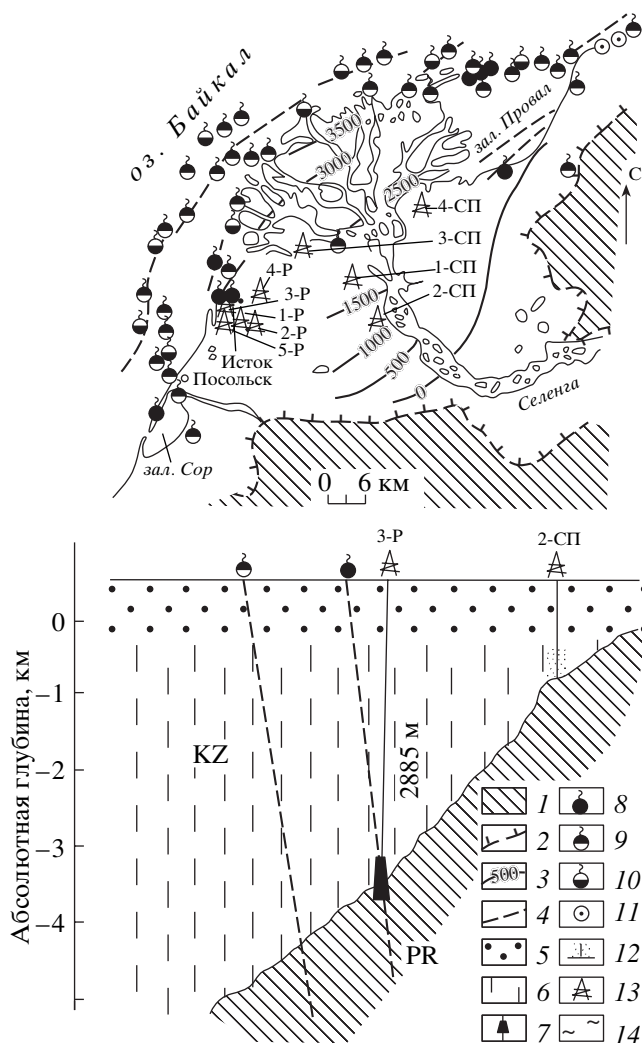 оз. Байкал
3500
3000
2500
зал. Провал
С
4-СП
3-СП
4-Р
1-СП
3-Р
1500
2-СП
1-Р
2-Р
1000
5-Р
Исток
500
Посольск
0
Селенга
зал. Сор
0 6 км
3-Р
2-СП
0
–1
–2
–3
–4
Абсолютная глубина, км
KZ
2885 м
PR
1 8
2 9
500 3 10
4 11
5 12
6 13
7 14